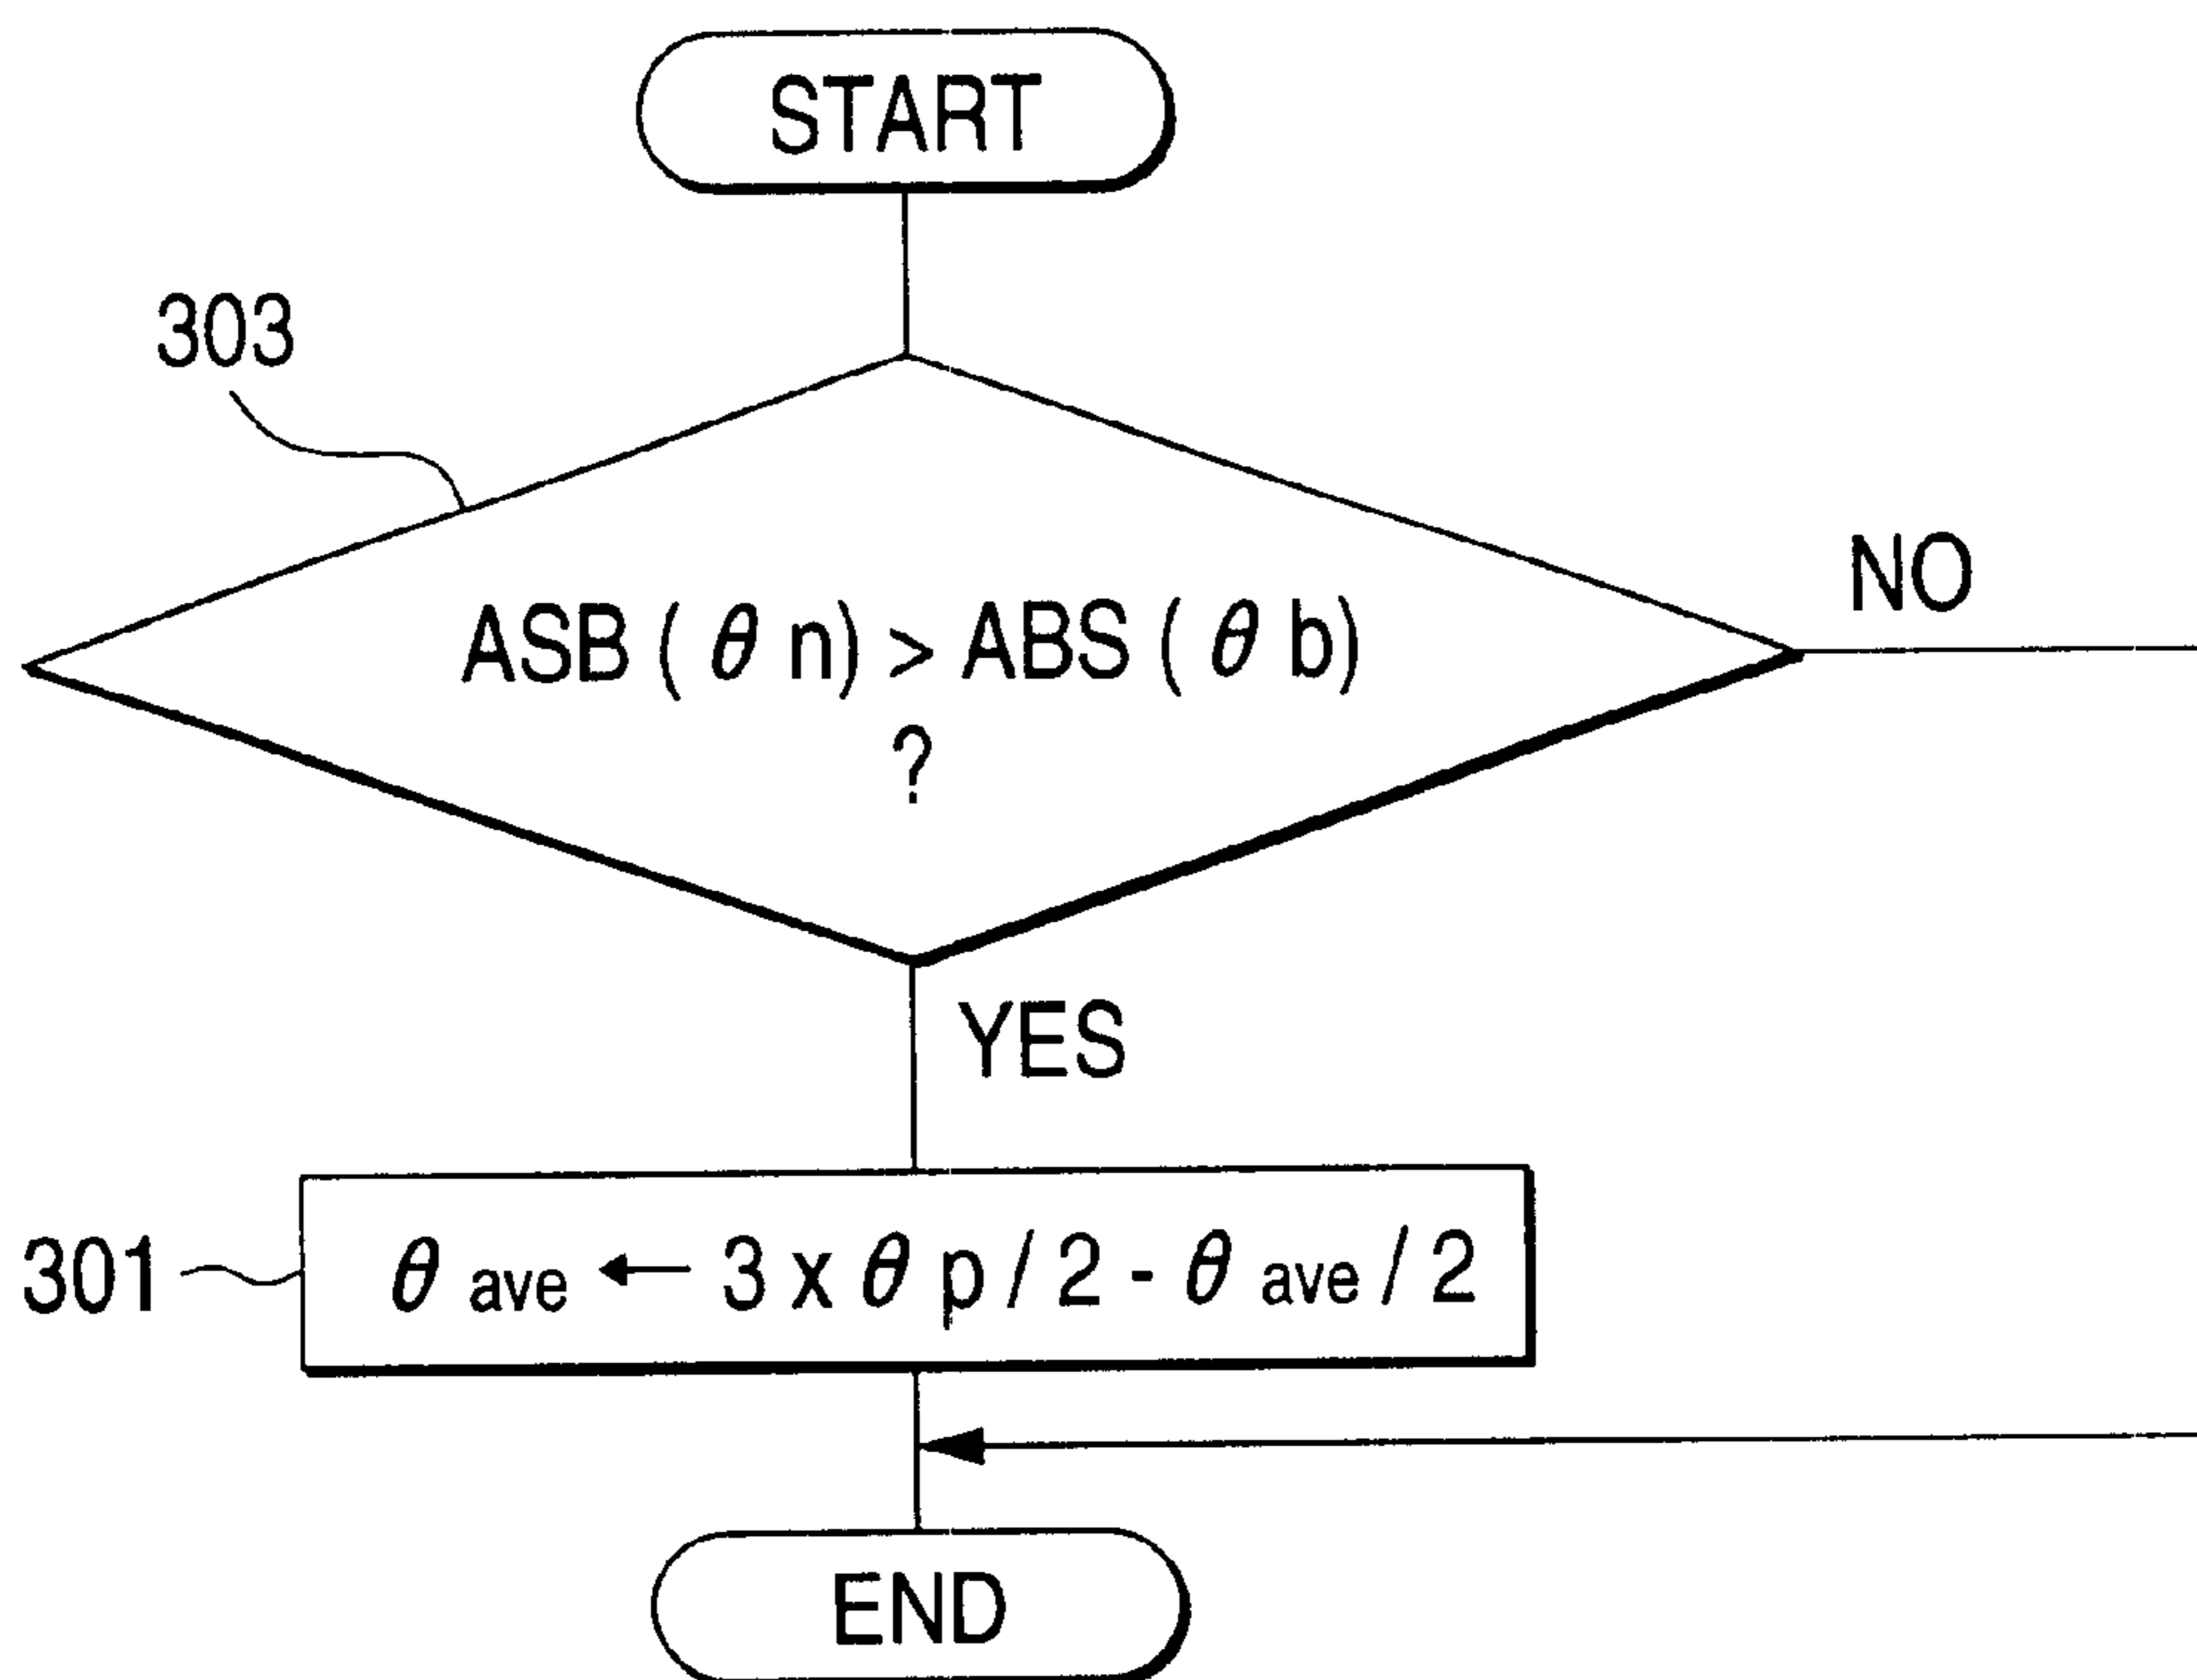 START
303
ASB ( θ n) > ABS ( θ b)
?
NO
YES
301
θ ave ← 3 x θ p / 2 - θ ave / 2
END